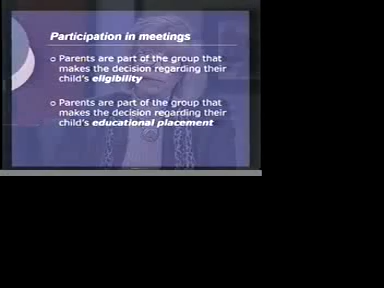 Participation in meetings
o Parents are part of the group that
makes the decision regarding their
child's eligibility
o Parents are part of the group that
makes the decision regarding their
child's educational placement